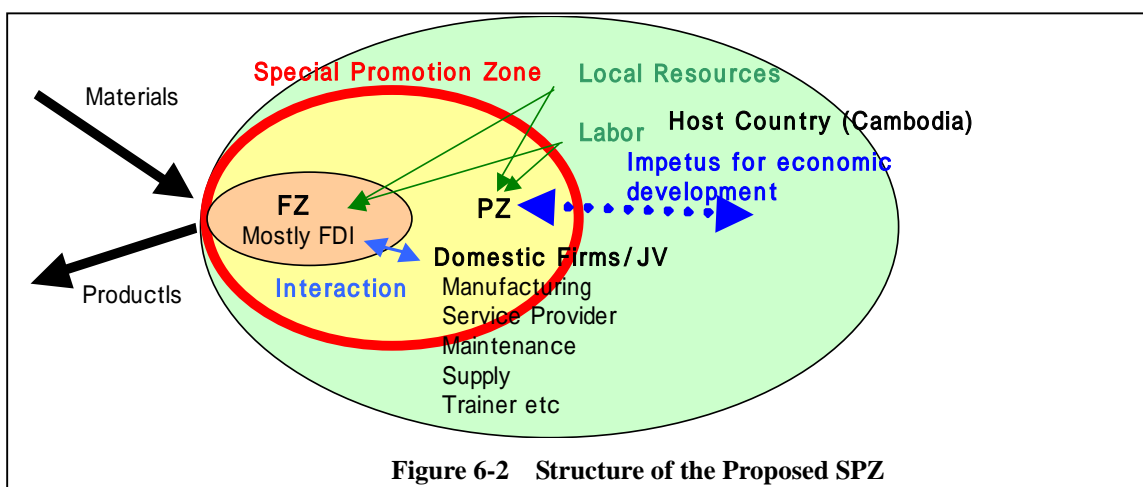 Special Promotion Zone
Local Resources
Materials
Labor
Host Country (Cambodia)
Impetus for economic
development
FZ
Mostly FDI
PZ
Domestic Firms/JV
Interaction
Manufacturing
Productls
Service Provider
Maintenance
Supply
Trainer etc
Figure 6-2 Structure of the Proposed SPZ